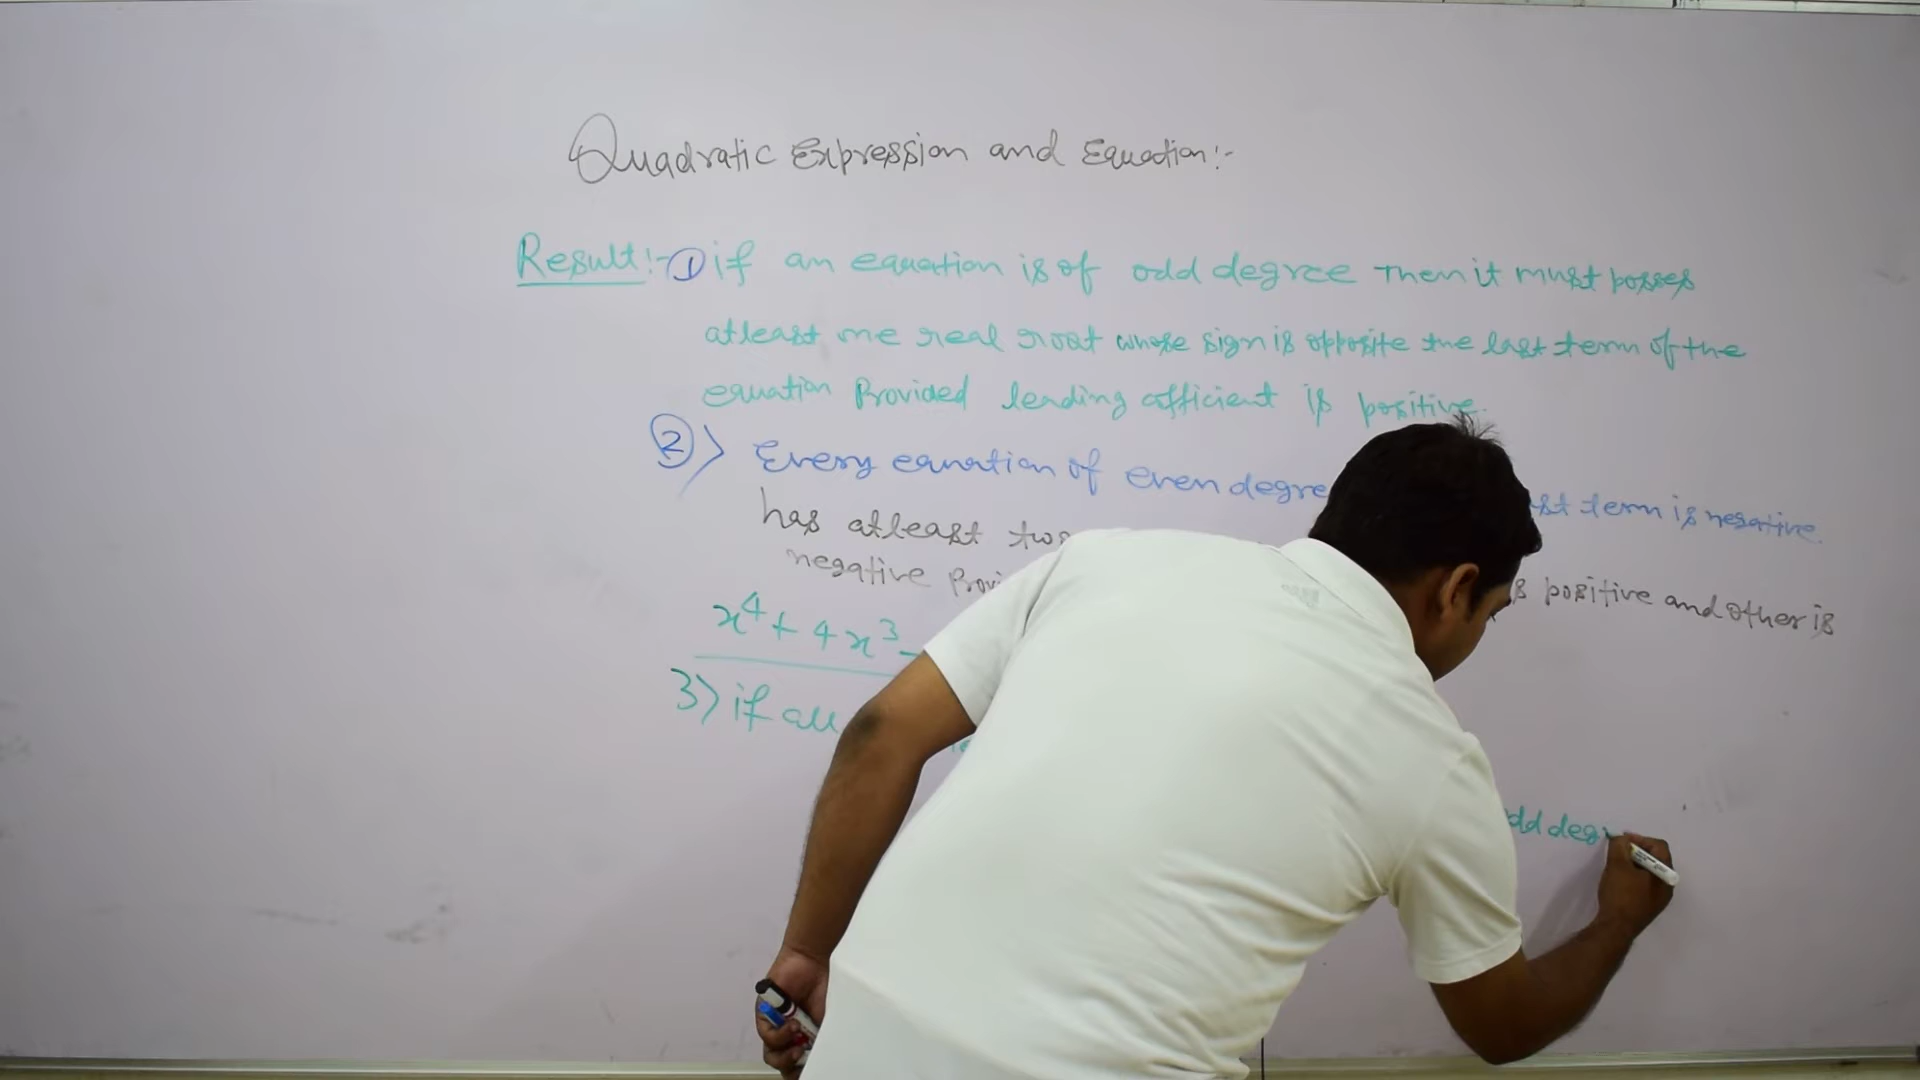 Quadratic Expression and Equation:-
Result:- ① if an equation is of odd degree then it must posses
atleast one real root whose sign is opposite the last term of the
equation Provided leading cofficient is positive.
② > Every equation of even degre st term is negative.
has atleast two
positive and other is
negative Provi
x⁴ + 4x³ -
3) if all
odd degr